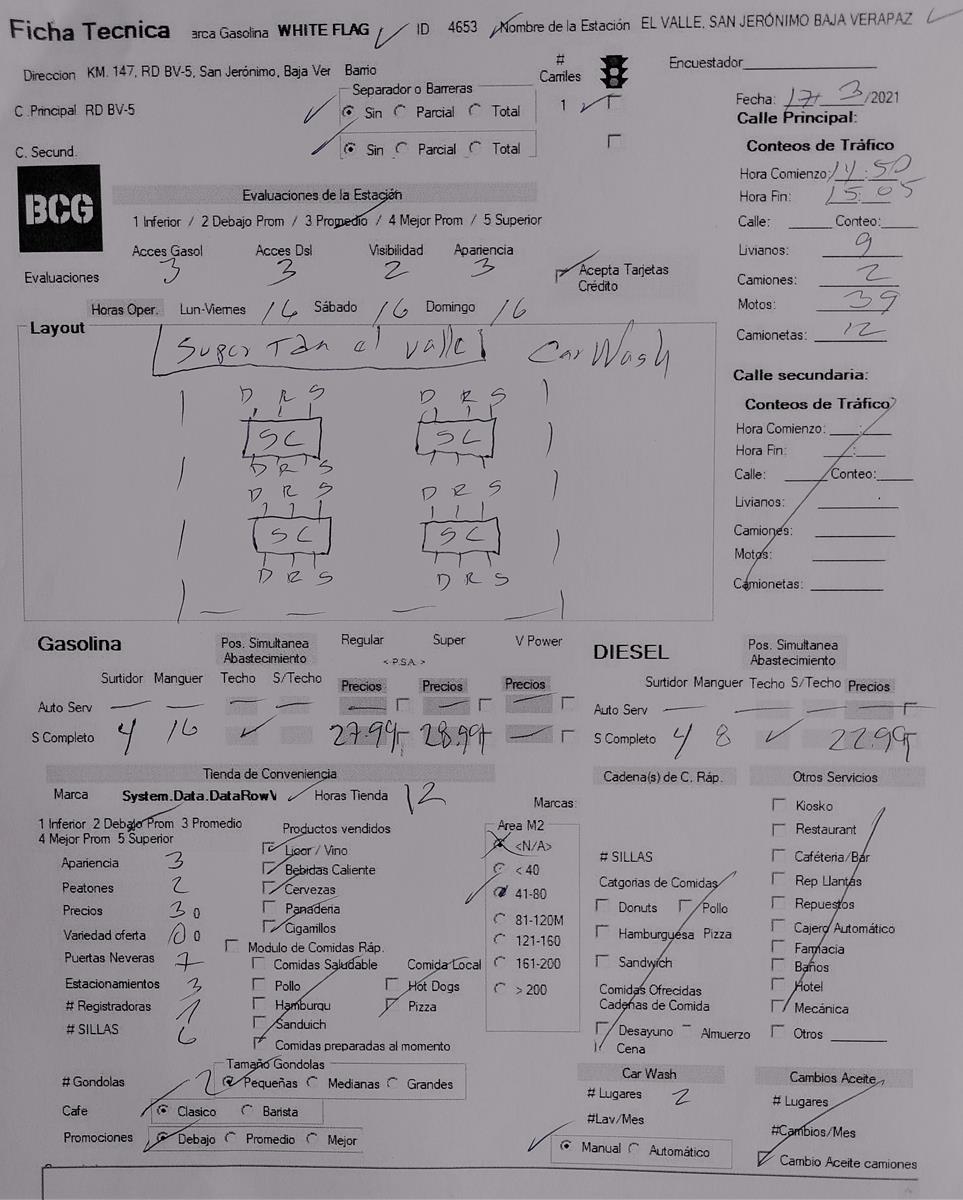 Ficha Tecnica arca Gasolina WHITE FLAG ID 4653 Nombre de la Estación EL VALLE, SAN JERÓNIMO BAJA VERAPAZ
Direccion KM. 147, RD BV-5, San Jerónimo, Baja Ver Barrio # Carriles Encuestador
Separador o Barreras
C .Principal RD BV-5 Sin Parcial Total 1 Fecha: 17 3/2021
C. Secund. Sin Parcial Total
Calle Principal:
Conteos de Tráfico
BCG
Hora Comienzo: 14:50
Evaluaciones de la Estación Hora Fin: 15:05
1 Inferior / 2 Debajo Prom / 3 Promedio / 4 Mejor Prom / 5 Superior Calle: Conteo:
Acces Gasol Acces Dsl Visibilidad Apariencia Livianos: 9
Evaluaciones 3 3 2 3 Acepta Tarjetas Crédito Camiones: 2
Horas Oper. Lun-Viernes 16 Sábado 16 Domingo 16 Motos: 39
Camionetas: 12
Layout
Super Tan el valle Car Wash
Calle secundaria:
D R S D R S Conteos de Tráfico
SC SC Hora Comienzo: :
D R S Hora Fin: :
D R S D R S Calle: Conteo:
Livianos:
SC SC Camiones:
Motos:
D R S D R S Camionetas:
Gasolina Pos. Simultanea Abastecimiento Regular Super V Power DIESEL Pos. Simultanea Abastecimiento
< P.S.A. >
Surtidor Manguer Techo S/Techo Precios Precios Precios Surtidor Manguer Techo S/Techo Precios
Auto Serv Auto Serv
S Completo 4 16 27.99 28.99 S Completo 4 8 22.99
Tienda de Conveniencia Cadena(s) de C. Ráp. Otros Servicios
Marca System.Data.DataRowV Horas Tienda 12 Marcas:
1 Inferior 2 Debajo Prom 3 Promedio
4 Mejor Prom 5 Superior
Productos vendidos
Area M2
Kiosko
Restaurant
Apariencia 3 Licor / Vino <N/A> # SILLAS Caféteria/Bar
Peatones 2 Bebidas Caliente < 40 Catgorias de Comidas Rep Llantas
Precios 3 0 Cervezas 41-80 Donuts Pollo Repuestos
Variedad oferta 0 Panaderia 81-120M Hamburguesa Pizza Cajero Automático
Puertas Neveras 7 Cigarrillos 121-160 Sandwich Farmacia
Modulo de Comidas Ráp. Baños
Estacionamientos 3 Comidas Saludable Comida Local 161-200 Comidas Ofrecidas Cadenas de Comida Hotel
# Registradoras 1 Pollo Hot Dogs > 200 Mecánica
Hamburqu Pizza
# SILLAS 6 Sanduich Desayuno Almuerzo Otros
Comidas preparadas al momento Cena
Tamaño Gondolas
# Gondolas 2 Pequeñas Medianas Grandes Car Wash Cambios Aceite
Cafe Clasico Barista # Lugares 2 # Lugares
#Lav/Mes #Cambios/Mes
Promociones Debajo Promedio Mejor Manual Automático Cambio Aceite camiones